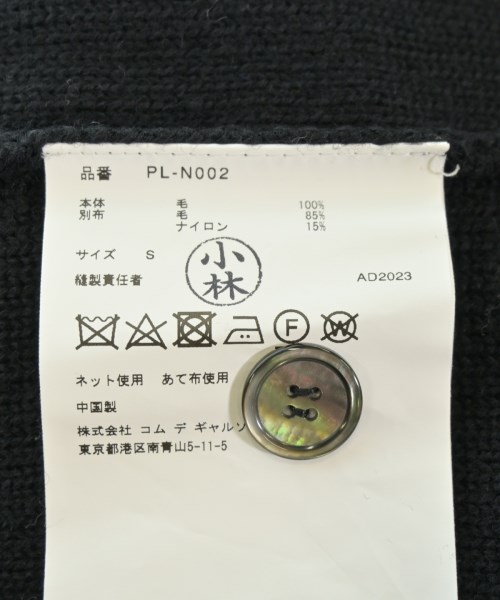 品番 PL-N002
本体 毛 100%
別布 毛 85%
ナイロン 15%
サイズ S
縫製責任者 小林 AD2023
F W
ネット使用 あて布使用
中国製
株式会社 コム デ ギャルソ
東京都港区南青山5-11-5